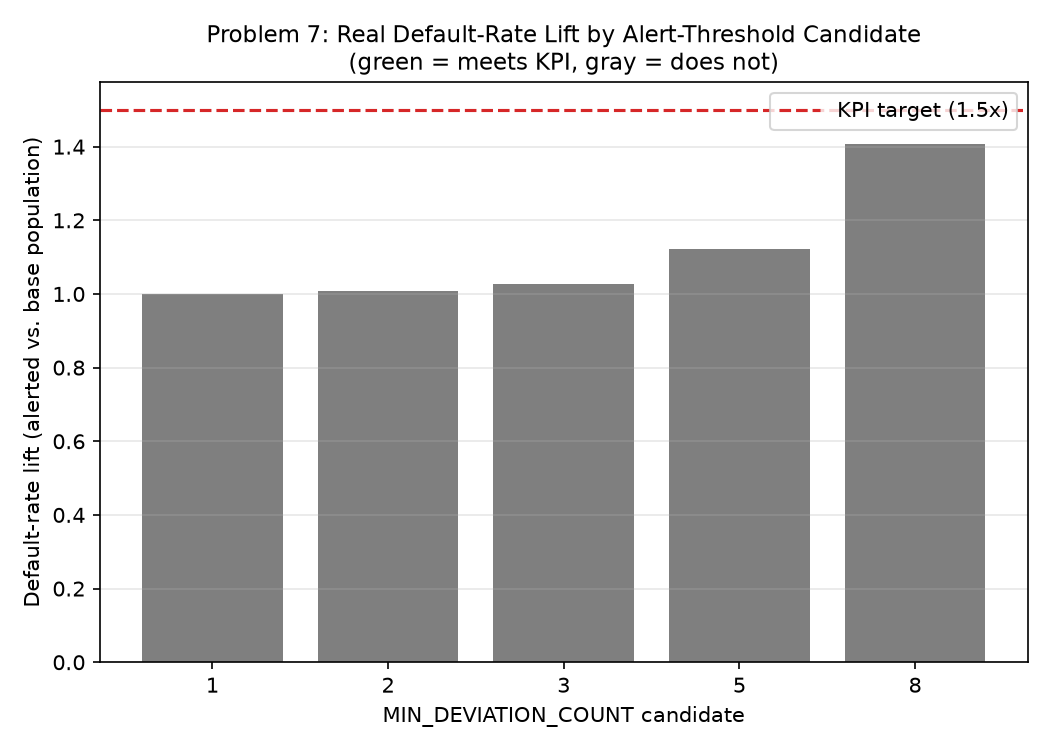 Problem 7: Real Default-Rate Lift by Alert-Threshold Candidate
(green = meets KPI, gray = does not)
KPI target (1.5x)
Default-rate lift (alerted vs. base population)
1.4
1.2
1.0
0.8
0.6
0.4
0.2
0.0
1 2 3 5 8
MIN_DEVIATION_COUNT candidate